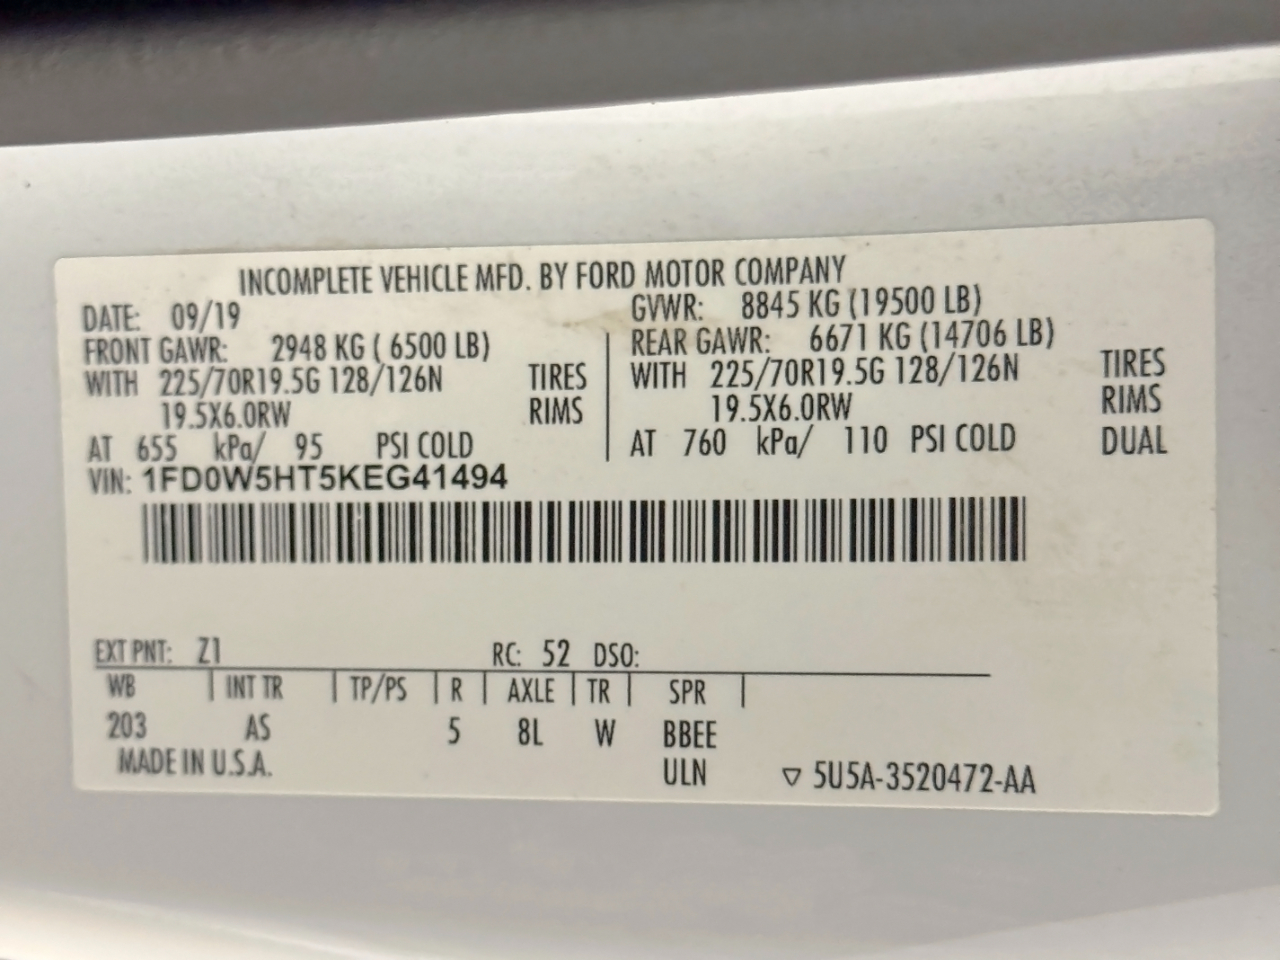 INCOMPLETE VEHICLE MFD. BY FORD MOTOR COMPANY
DATE: 09/19 GVWR: 8845 KG (19500 LB)
FRONT GAWR: 2948 KG ( 6500 LB) REAR GAWR: 6671 KG (14706 LB)
WITH 225/70R19.5G 128/126N TIRES WITH 225/70R19.5G 128/126N TIRES
19.5X6.0RW RIMS 19.5X6.0RW RIMS
AT 655 kPa/ 95 PSI COLD AT 760 kPa/ 110 PSI COLD DUAL
VIN: 1FD0W5HT5KEG41494
EXT PNT: Z1 RC: 52 DSO:
WB INT TR TP/PS R AXLE TR SPR
203 AS 5 8L W BBEE
MADE IN U.S.A. ULN ▽ 5U5A-3520472-AA